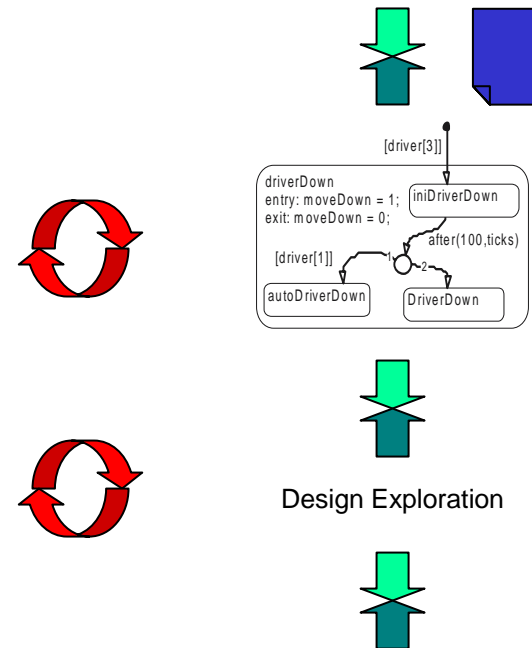 [driver[3]]
driverDown
entry: moveDown = 1;
exit: moveDown = 0;
iniDriverDown
after(100,ticks)
[driver[1]]
1
2
autoDriverDown
DriverDown
Design Exploration